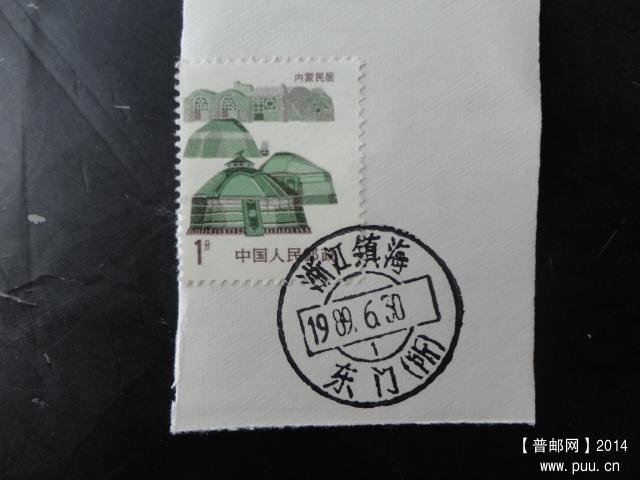 内蒙民居
1分
中国人民邮政
浙江镇海
1989.6.30
1
东门(所)
【普邮网】2014
www.puu.cn